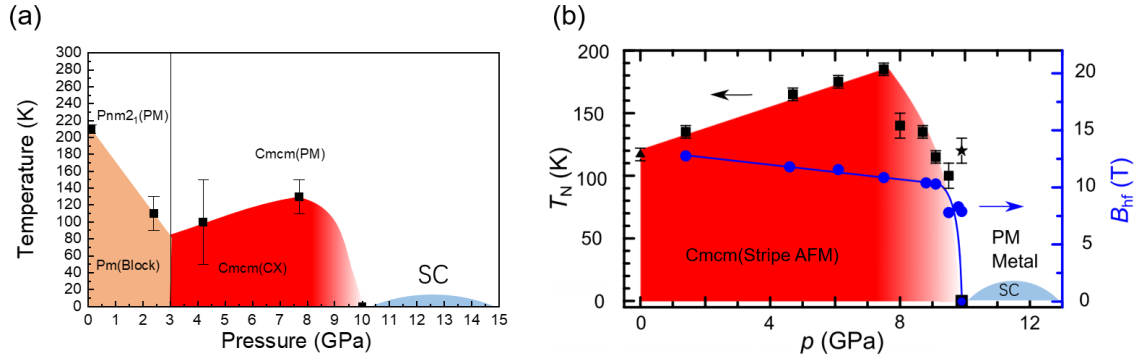 (a)
(b)
300
280
260
240
220
200
180
160
140
120
100
80
60
40
20
0
Temperature (K)
Pnm2₁(PM)
Cmcm(PM)
Pm(Block)
Cmcm(CX)
SC
0 1 2 3 4 5 6 7 8 9 10 11 12 13 14 15
Pressure (GPa)
200
150
100
50
0
T_N (K)
20
15
10
5
0
B_hf (T)
Cmcm(Stripe AFM)
PM
Metal
SC
0 4 8 12
p (GPa)